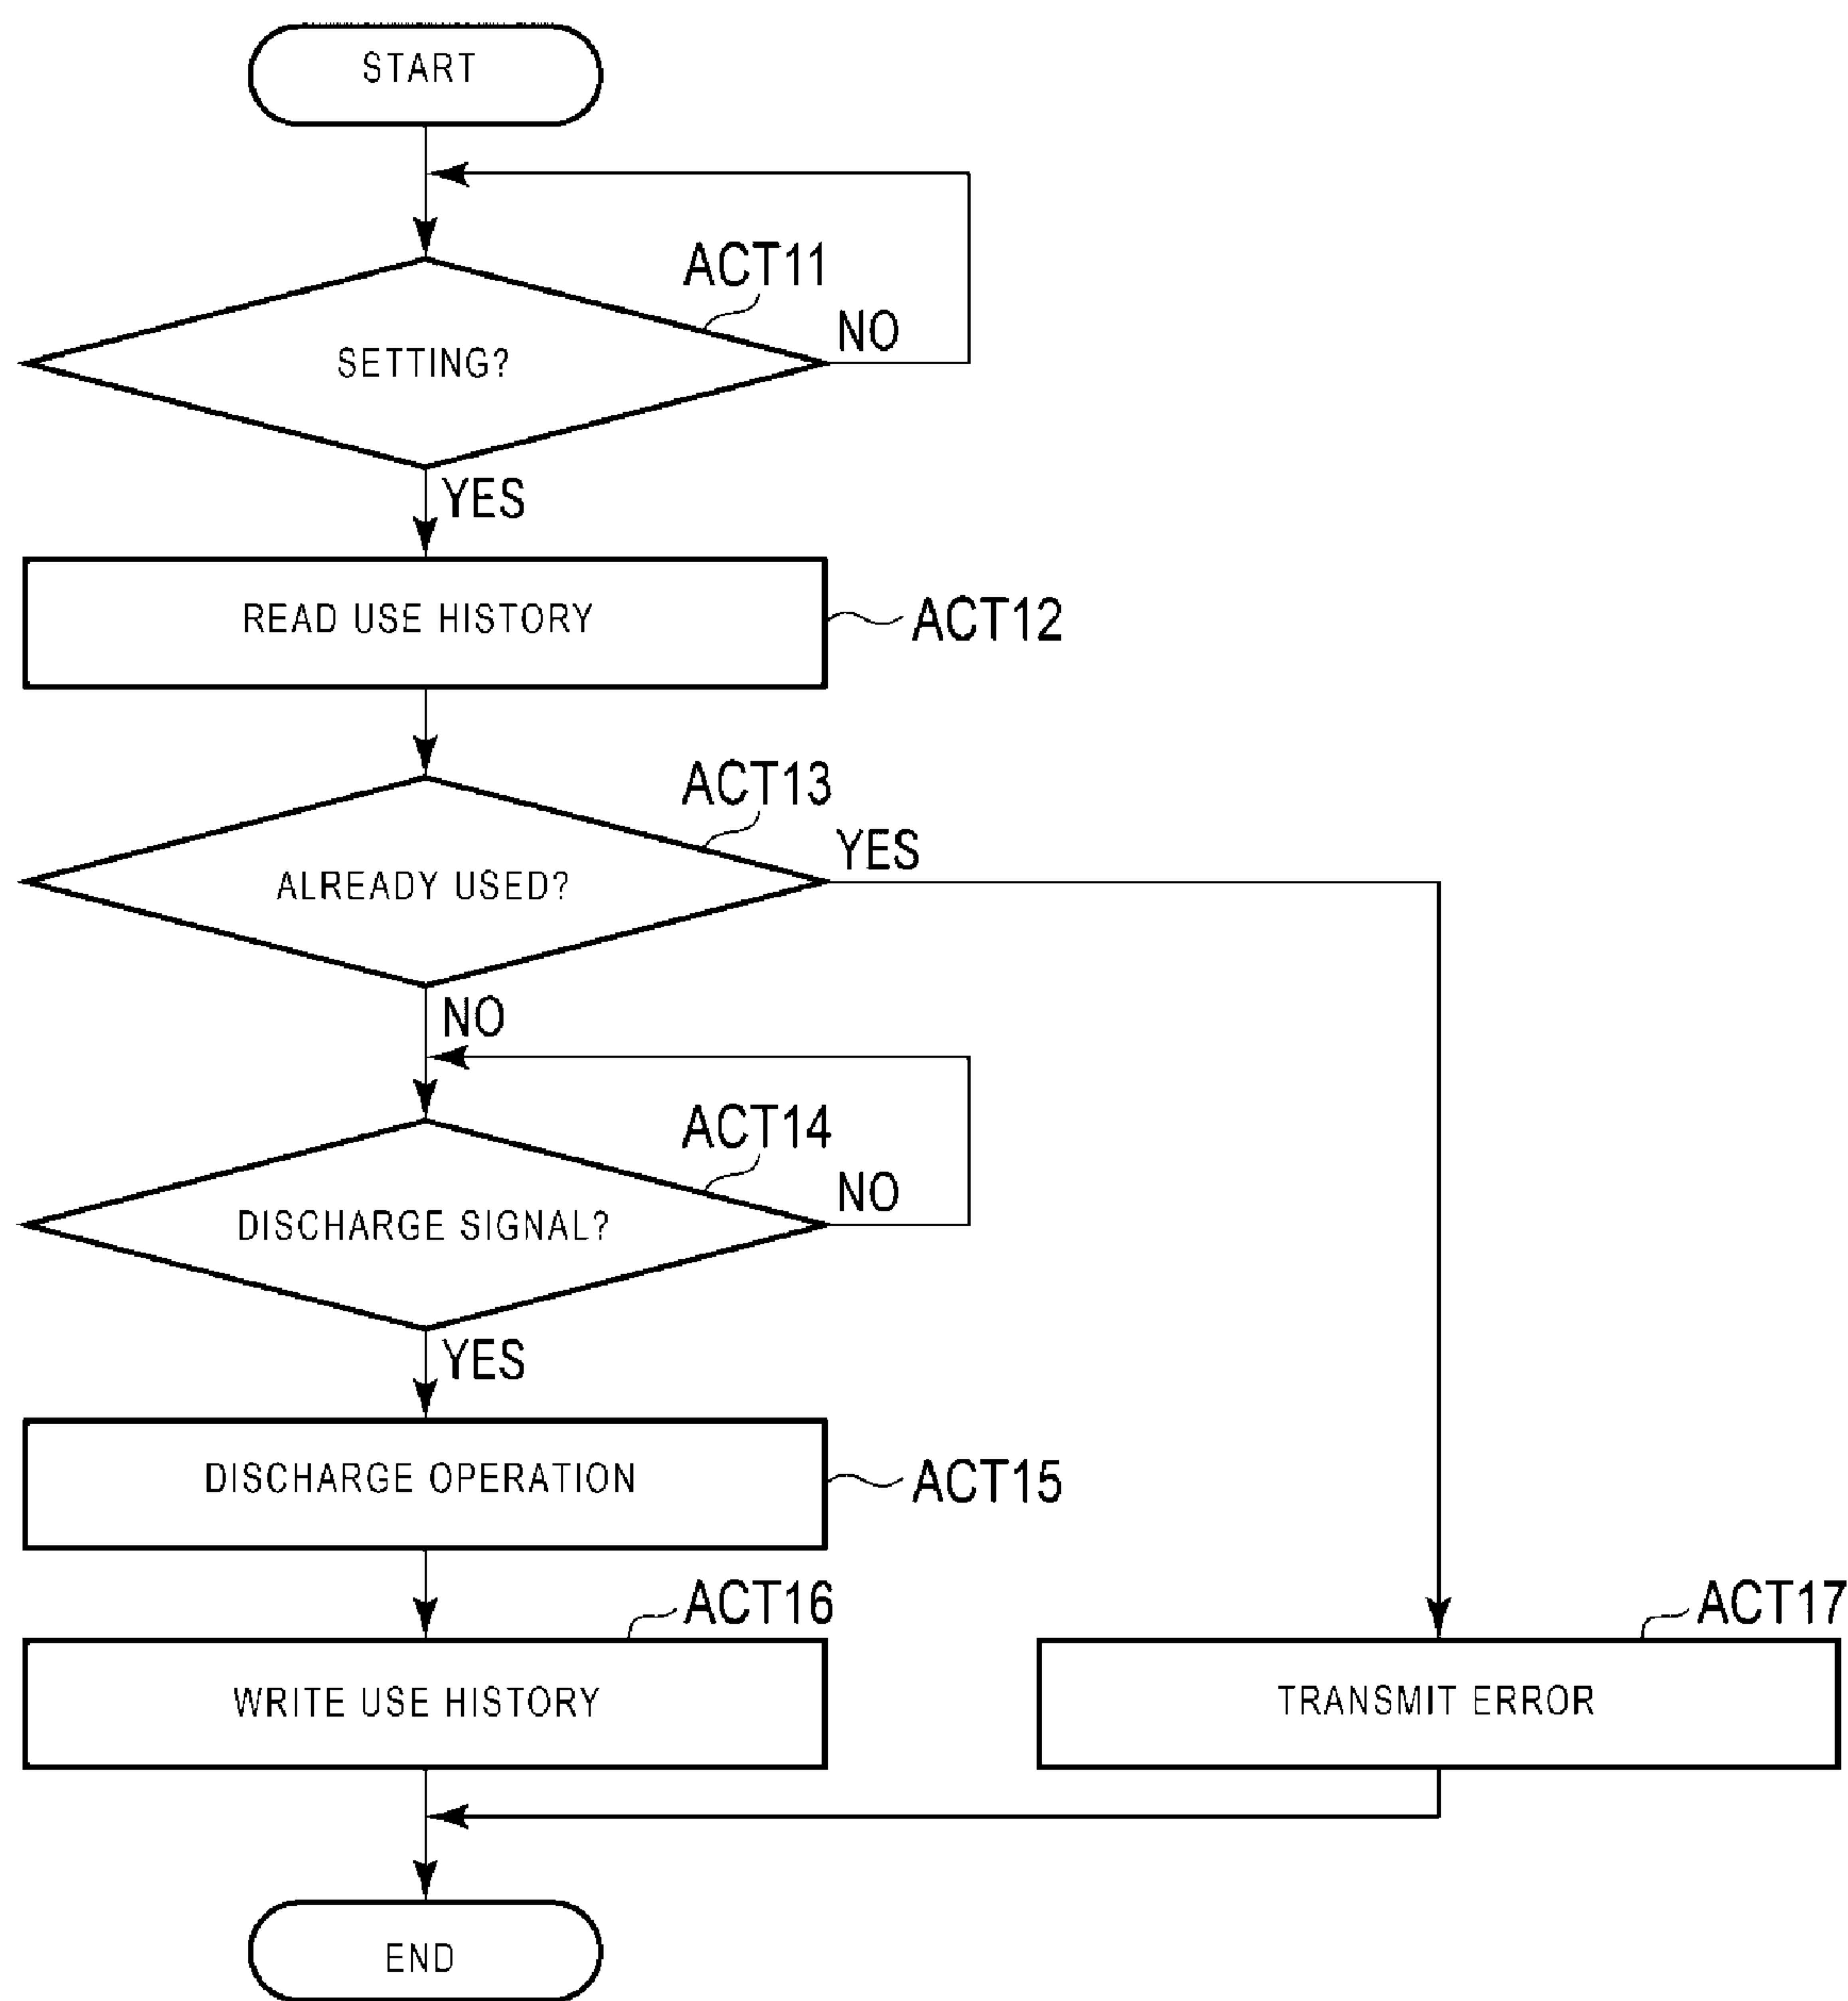 START
ACT11
SETTING?
NO
YES
READ USE HISTORY
ACT12
ACT13
ALREADY USED?
YES
NO
ACT14
DISCHARGE SIGNAL?
NO
YES
DISCHARGE OPERATION
ACT15
ACT16
WRITE USE HISTORY
ACT17
TRANSMIT ERROR
END